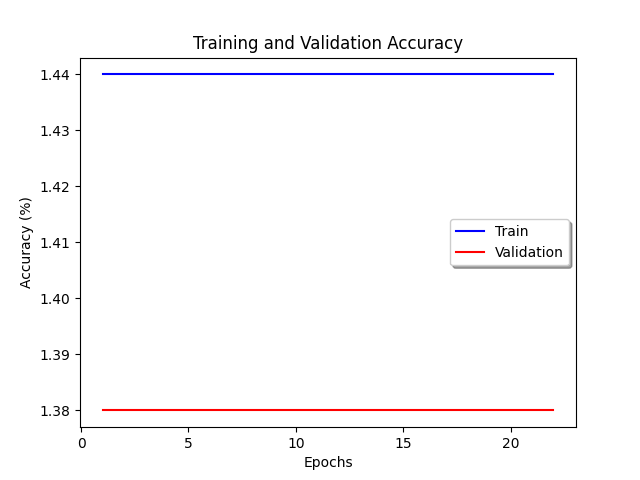 Training and Validation Accuracy
Accuracy (%)
1.44
1.43
1.42
1.41
1.40
1.39
1.38
Train
Validation
0 5 10 15 20
Epochs